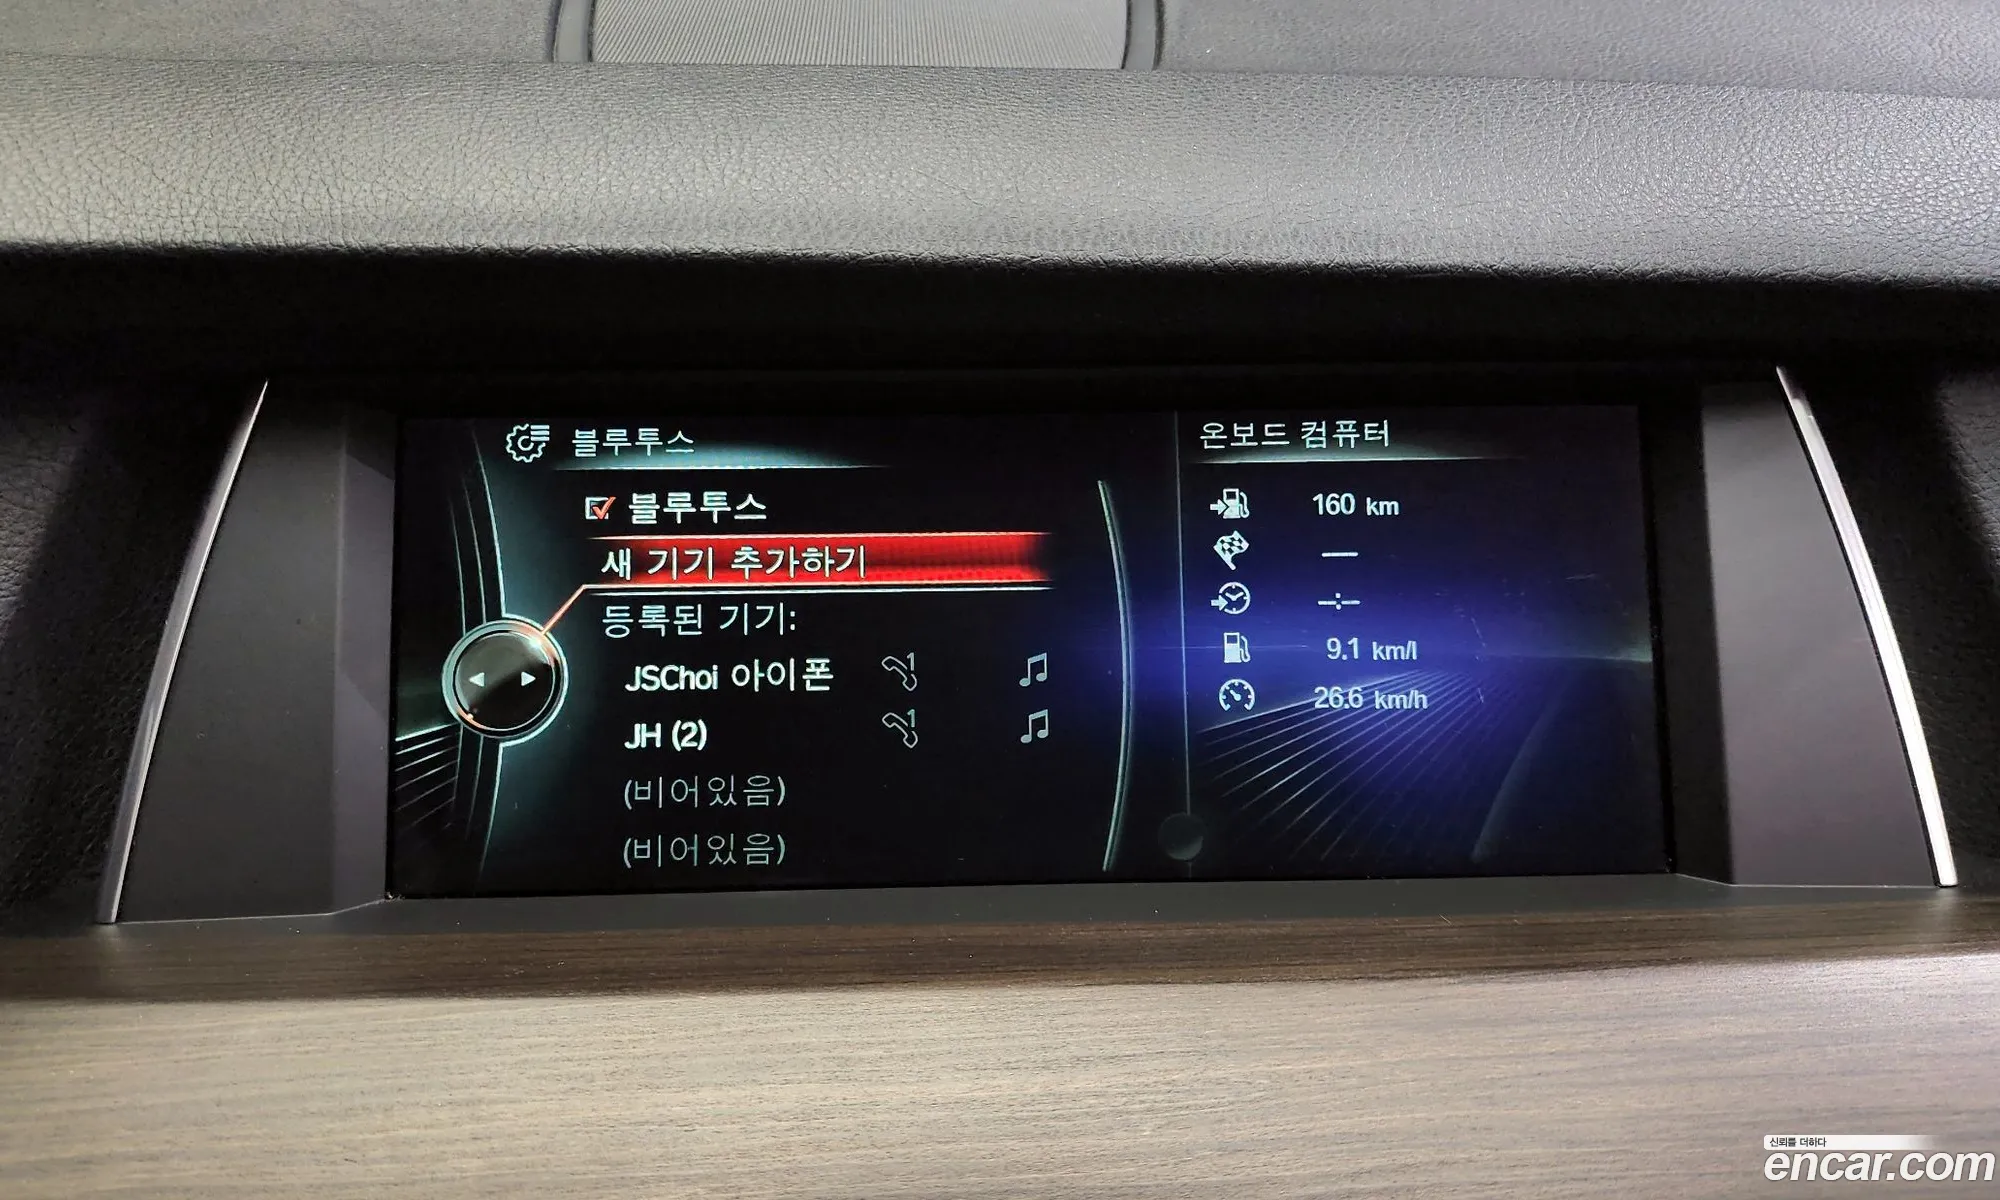 블루투스
블루투스
새 기기 추가하기
등록된 기기:
JSChoi 아이폰 1
JH (2) 1
(비어있음)
(비어있음)
온보드 컴퓨터
160 km
—
--:--
9.1 km/l
26.6 km/h
신뢰를 더하다
encar.com